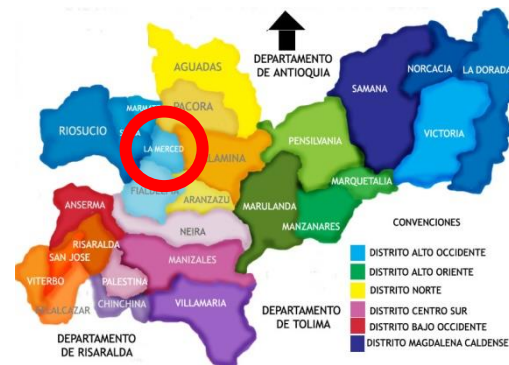 AGUADAS
DEPARTAMENTO
DE ANTIOQUIA
NORCACIA
LA DORADA
SAMANA
PACORA
RIOSUCIO
LA MERCED
LAMINA
PENSILVANIA
VICTORIA
MARQUETALIA
ANSERMA
ARANZAZU
MARULANDA
MANZANARES
NEIRA
RISARALDA
SAN JOSE
MANIZALES
VITERBO
PALESTINA
CHINCHINA
VILLAMARIA
CONVENCIONES
DISTRITO ALTO OCCIDENTE
DISTRITO ALTO ORIENTE
DISTRITO NORTE
DISTRITO CENTRO SUR
DISTRITO BAJO OCCIDENTE
DISTRITO MAGDALENA CALDENSE
DEPARTAMENTO
DE TOLIMA
DEPARTAMENTO
DE RISARALDA